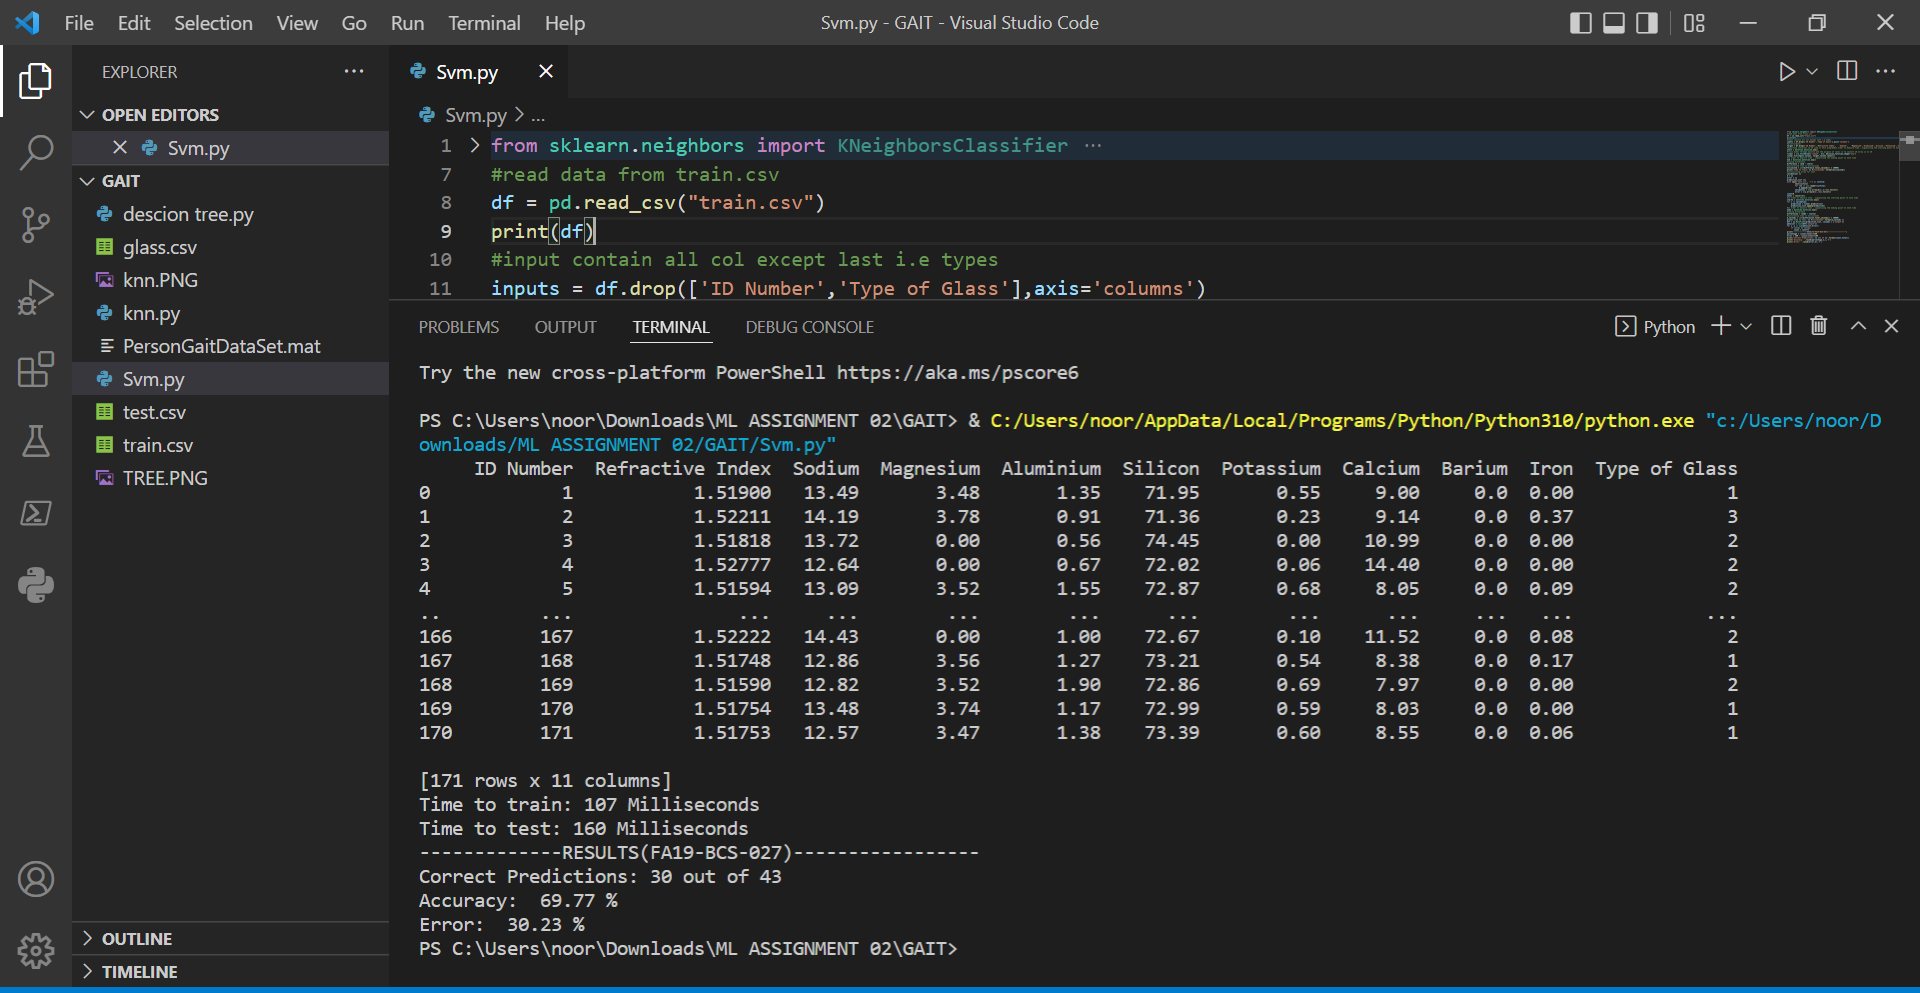 File Edit Selection View Go Run Terminal Help
Svm.py - GAIT - Visual Studio Code
EXPLORER
OPEN EDITORS
Svm.py
GAIT
descion tree.py
glass.csv
knn.PNG
knn.py
PersonGaitDataSet.mat
Svm.py
test.csv
train.csv
TREE.PNG
OUTLINE
TIMELINE
Svm.py
Svm.py > ...
1 from sklearn.neighbors import KNeighborsClassifier ...
7 #read data from train.csv
8 df = pd.read_csv("train.csv")
9 print(df)
10 #input contain all col except last i.e types
11 inputs = df.drop(['ID Number','Type of Glass'],axis='columns')
PROBLEMS OUTPUT TERMINAL DEBUG CONSOLE
Python
Try the new cross-platform PowerShell https://aka.ms/pscore6
PS C:\Users\noor\Downloads\ML ASSIGNMENT 02\GAIT> & C:/Users/noor/AppData/Local/Programs/Python/Python310/python.exe "c:/Users/noor/D
ownloads/ML ASSIGNMENT 02/GAIT/Svm.py"
ID Number Refractive Index Sodium Magnesium Aluminium Silicon Potassium Calcium Barium Iron Type of Glass
0 1 1.51900 13.49 3.48 1.35 71.95 0.55 9.00 0.0 0.00 1
1 2 1.52211 14.19 3.78 0.91 71.36 0.23 9.14 0.0 0.37 3
2 3 1.51818 13.72 0.00 0.56 74.45 0.00 10.99 0.0 0.00 2
3 4 1.52777 12.64 0.00 0.67 72.02 0.06 14.40 0.0 0.00 2
4 5 1.51594 13.09 3.52 1.55 72.87 0.68 8.05 0.0 0.09 2
.. ... ... ... ... ... ... ... ... ... ... ...
166 167 1.52222 14.43 0.00 1.00 72.67 0.10 11.52 0.0 0.08 2
167 168 1.51748 12.86 3.56 1.27 73.21 0.54 8.38 0.0 0.17 1
168 169 1.51590 12.82 3.52 1.90 72.86 0.69 7.97 0.0 0.00 2
169 170 1.51754 13.48 3.74 1.17 72.99 0.59 8.03 0.0 0.00 1
170 171 1.51753 12.57 3.47 1.38 73.39 0.60 8.55 0.0 0.06 1
[171 rows x 11 columns]
Time to train: 107 Milliseconds
Time to test: 160 Milliseconds
-------------RESULTS(FA19-BCS-027)-----------------
Correct Predictions: 30 out of 43
Accuracy:  69.77 %
Error:  30.23 %
PS C:\Users\noor\Downloads\ML ASSIGNMENT 02\GAIT>